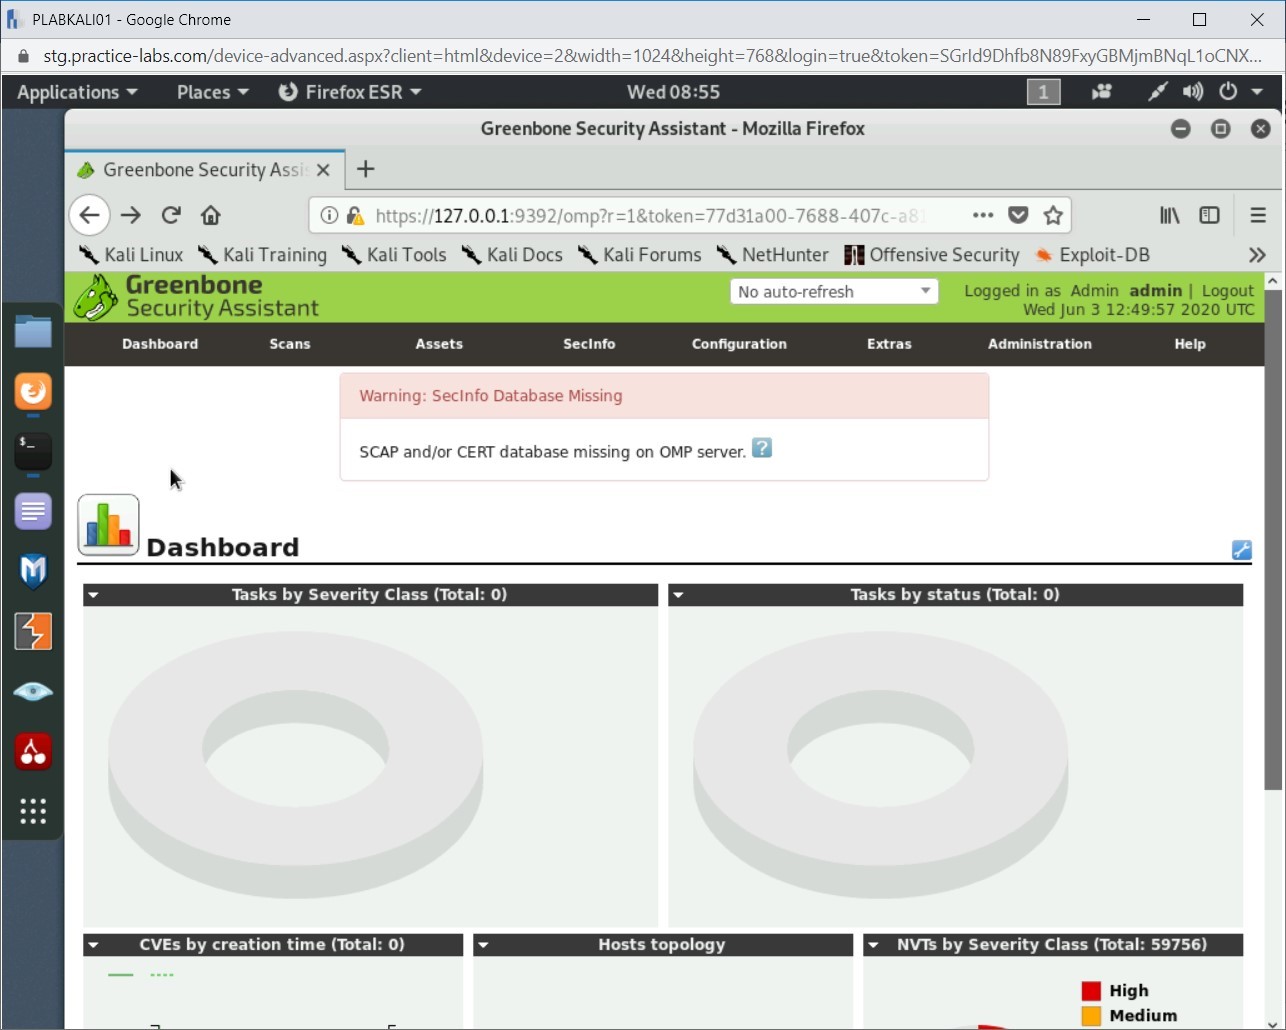 PLABKALI01 - Google Chrome
stg.practice-labs.com/device-advanced.aspx?client=html&device=2&width=1024&height=768&login=true&token=SGrId9Dhfb8N89FxyGBMjmBNqL1oCNX...
Applications Places Firefox ESR Wed 08:55 1
Greenbone Security Assistant - Mozilla Firefox
Greenbone Security Assis
https://127.0.0.1:9392/omp?r=1&token=77d31a00-7688-407c-a81
Kali Linux Kali Training Kali Tools Kali Docs Kali Forums NetHunter Offensive Security Exploit-DB
Greenbone
Security Assistant
No auto-refresh
Logged in as Admin admin | Logout
Wed Jun 3 12:49:57 2020 UTC
Dashboard Scans Assets SecInfo Configuration Extras Administration Help
Warning: SecInfo Database Missing
SCAP and/or CERT database missing on OMP server.
Dashboard
Tasks by Severity Class (Total: 0) Tasks by status (Total: 0)
CVEs by creation time (Total: 0) Hosts topology NVTs by Severity Class (Total: 59756)
High
Medium